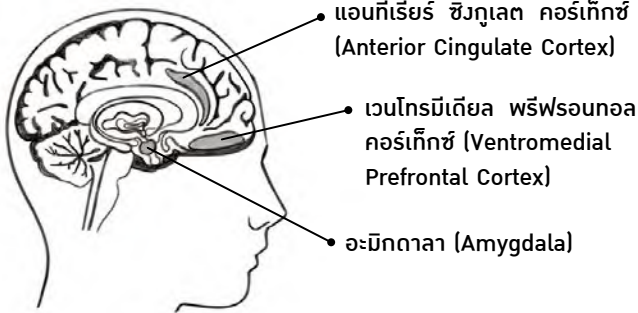 แอนทีเรียร์ ซิงกูเลต คอร์เท็กซ์
(Anterior Cingulate Cortex)
เวนโทรมีเดียล พรีฟรอนทอล
คอร์เท็กซ์ (Ventromedial
Prefrontal Cortex)
อะมิกดาลา (Amygdala)